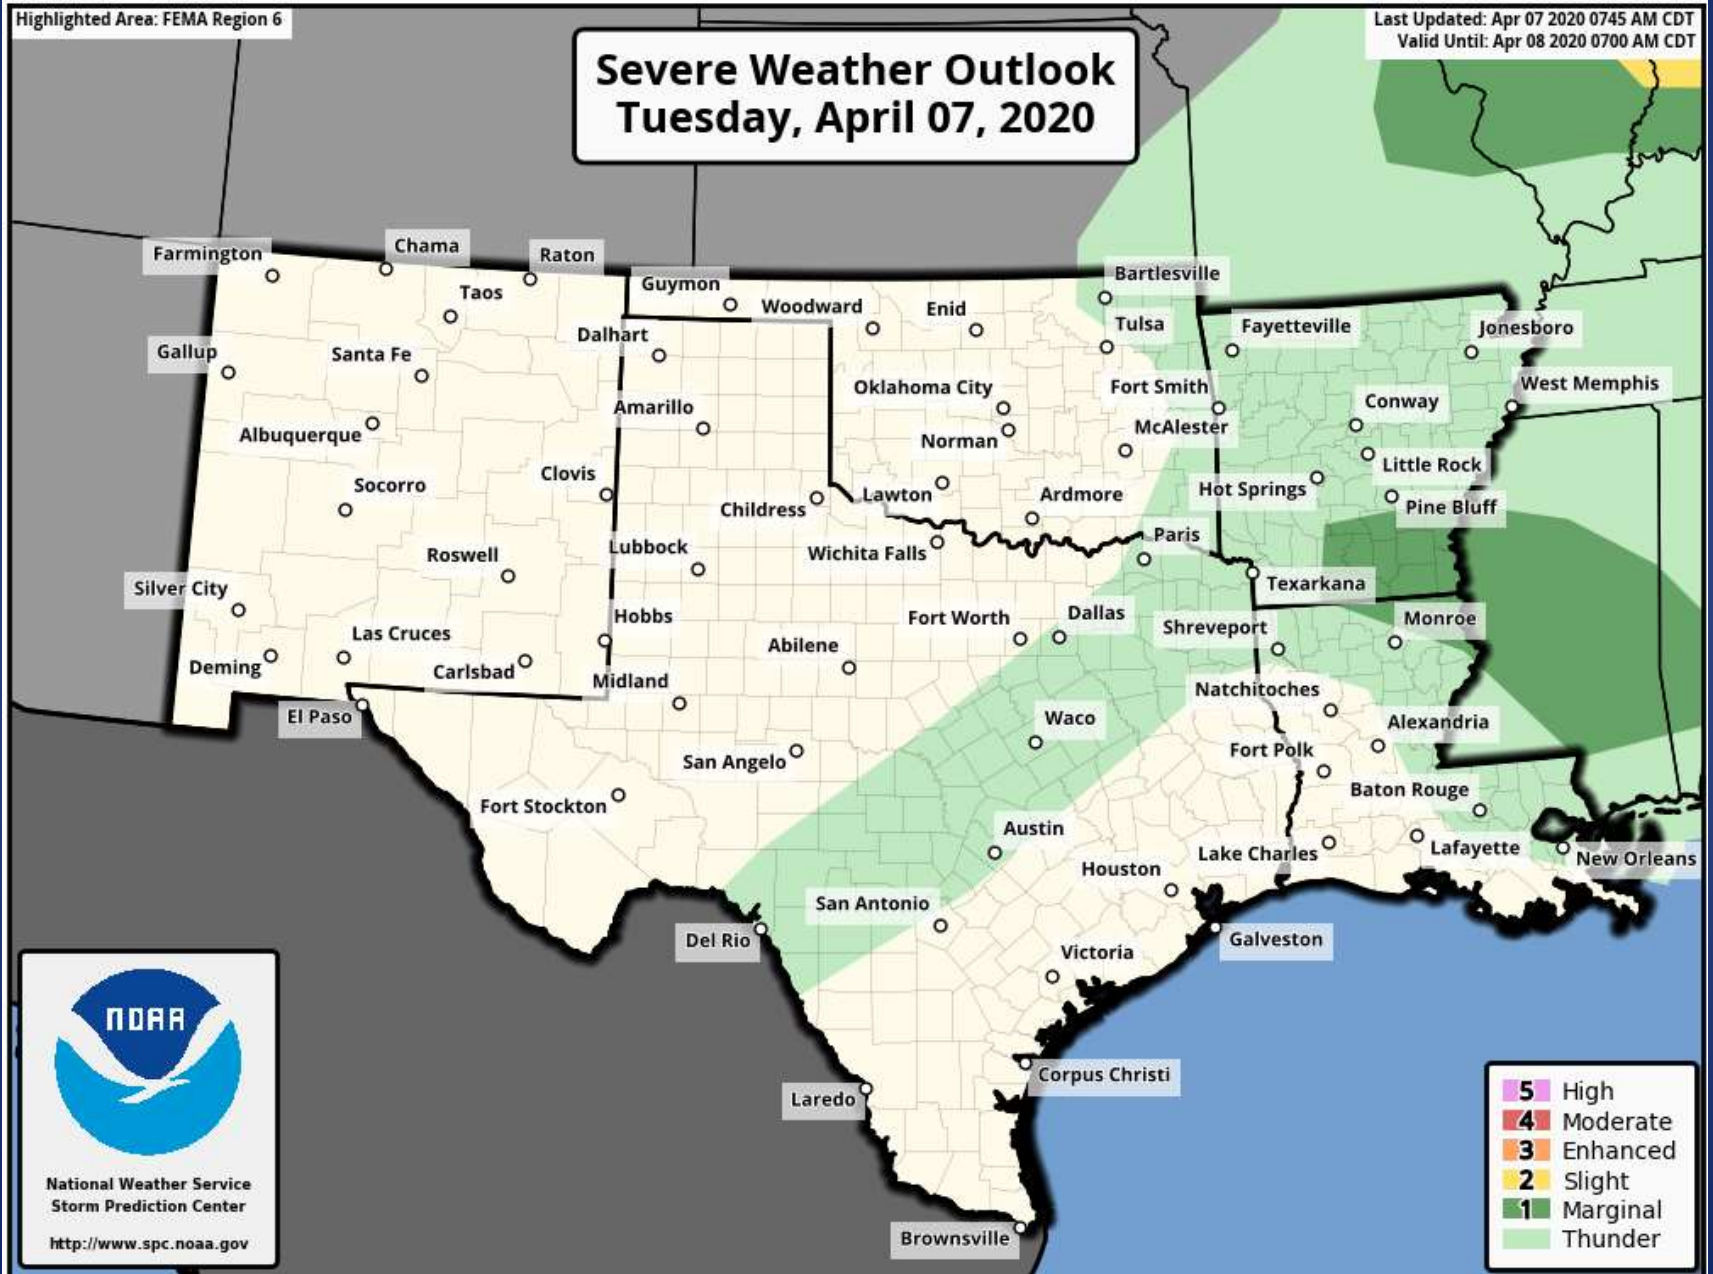 Highlighted Area: FEMA Region 6
Last Updated: Apr 07 2020 0745 AM CDT
Valid Until: Apr 08 2020 0700 AM CDT
Severe Weather Outlook
Tuesday, April 07, 2020
Farmington
Chama
Raton
Taos
Guymon
Woodward
Enid
Bartlesville
Tulsa
Fayetteville
Jonesboro
Gallup
Santa Fe
Dalhart
Oklahoma City
Fort Smith
West Memphis
Albuquerque
Amarillo
Norman
McAlester
Conway
Socorro
Clovis
Childress
Lawton
Ardmore
Hot Springs
Little Rock
Pine Bluff
Roswell
Lubbock
Wichita Falls
Paris
Texarkana
Silver City
Hobbs
Fort Worth
Dallas
Shreveport
Monroe
Las Cruces
Deming
Carlsbad
Midland
Abilene
Natchitoches
El Paso
San Angelo
Waco
Alexandria
Fort Polk
Fort Stockton
Baton Rouge
Austin
Lake Charles
Lafayette
New Orleans
Houston
San Antonio
Del Rio
Galveston
Victoria
Corpus Christi
Laredo
Brownsville
NOAA
National Weather Service
Storm Prediction Center
http://www.spc.noaa.gov
5 High
4 Moderate
3 Enhanced
2 Slight
1 Marginal
Thunder